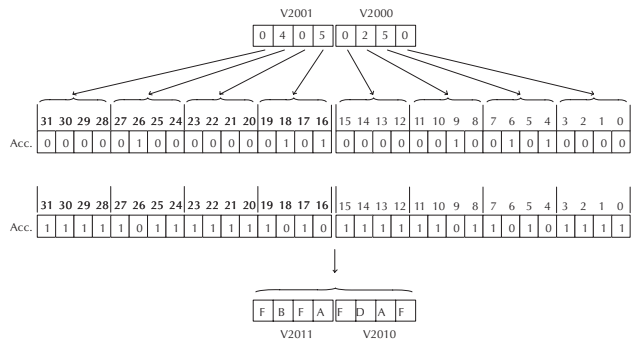 V2001 V2000
0 4 0 5 0 2 5 0
31 30 29 28 27 26 25 24 23 22 21 20 19 18 17 16 15 14 13 12 11 10 9 8 7 6 5 4 3 2 1 0
Acc. 0 0 0 0 0 1 0 0 0 0 0 0 0 1 0 1 0 0 0 0 0 0 1 0 0 1 0 1 0 0 0 0
31 30 29 28 27 26 25 24 23 22 21 20 19 18 17 16 15 14 13 12 11 10 9 8 7 6 5 4 3 2 1 0
Acc. 1 1 1 1 1 0 1 1 1 1 1 1 1 0 1 0 1 1 1 1 1 1 0 1 1 0 1 0 1 1 1 1
F B F A F D A F
V2011 V2010